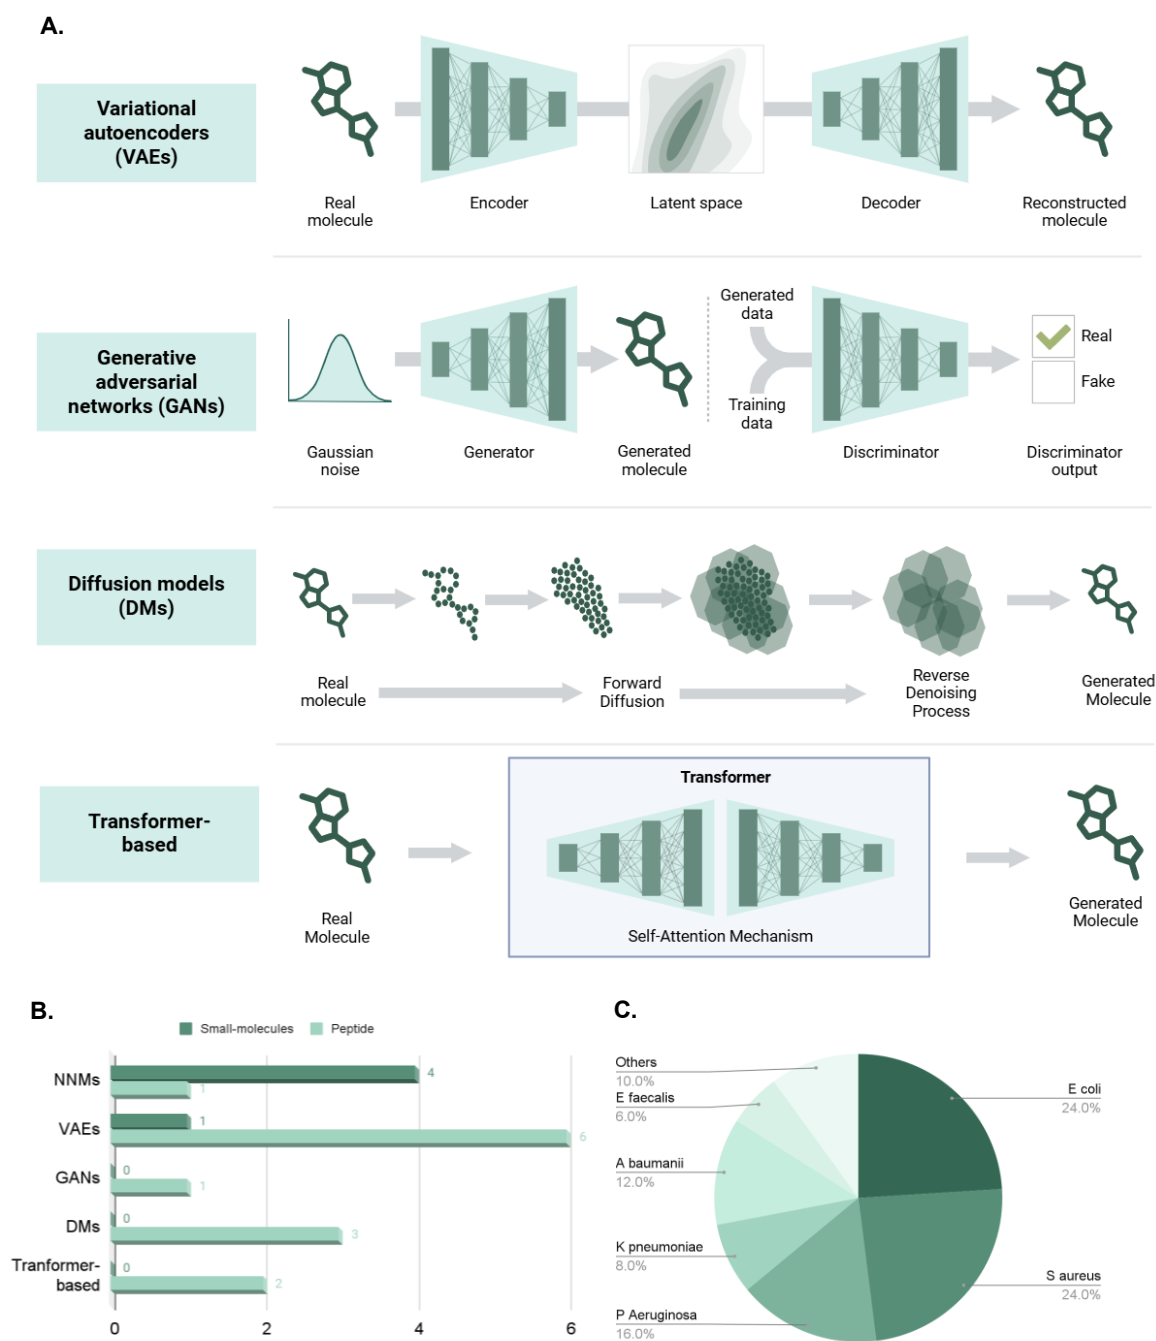 A.
Variational
autoencoders
(VAEs)
Real
molecule
Encoder
Latent space
Decoder
Reconstructed
molecule
Generative
adversarial
networks (GANs)
Gaussian
noise
Generator
Generated
molecule
Generated
data
Training
data
Discriminator
Real
Fake
Discriminator
output
Diffusion models
(DMs)
Real
molecule
Forward
Diffusion
Reverse
Denoising
Process
Generated
Molecule
Transformer-
based
Real
Molecule
Transformer
Self-Attention Mechanism
Generated
Molecule
B.
Small-molecules
Peptide
NNMs
4
1
VAEs
1
6
GANs
0
1
DMs
0
3
Tranformer-
based
0
2
0
2
4
6
C.
Others
10.0%
E faecalis
6.0%
A baumanii
12.0%
K pneumoniae
8.0%
P Aeruginosa
16.0%
E coli
24.0%
S aureus
24.0%